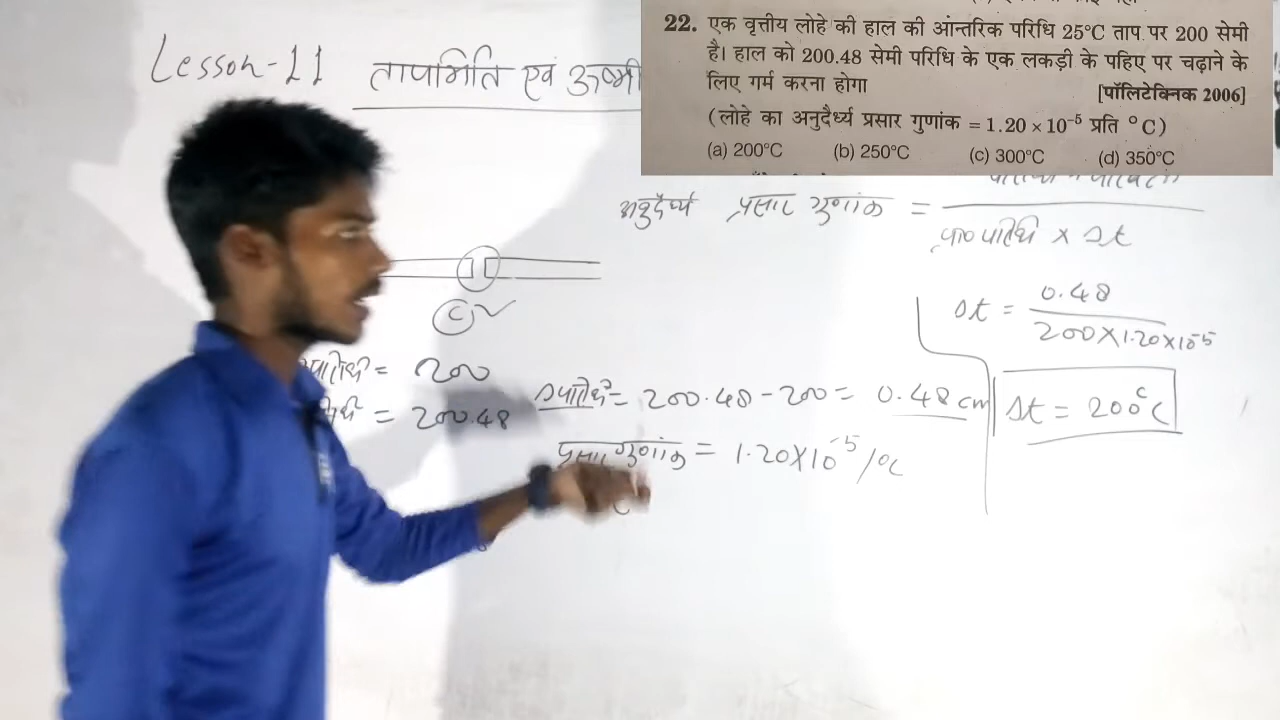 22. एक वृत्तीय लोहे की हाल की आंन्तरिक परिधि 25°C ताप पर 200 सेमी
है। हाल को 200.48 सेमी परिधि के एक लकड़ी के पहिए पर चढ़ाने के
लिए गर्म करना होगा [पॉलिटेक्निक 2006]
(लोहे का अनुदैर्ध्य प्रसार गुणांक = 1.20 × 10⁻⁵ प्रति °C)
(a) 200°C (b) 250°C (c) 300°C (d) 350°C
Lesson-11 तापमिति एवं ऊष्मी
अनुदैर्ध्य प्रसार गुणांक =
प्रा० परिधि × Δt
Ⓒ ✓
Δt = 0.48 / 200×1.20×10⁻⁵
= 200
= 200.48
Δपरिधि = 200.48 - 200 = 0.48 cm
Δt = 200°C
प्रसार गुणांक = 1.20×10⁻⁵ /°C